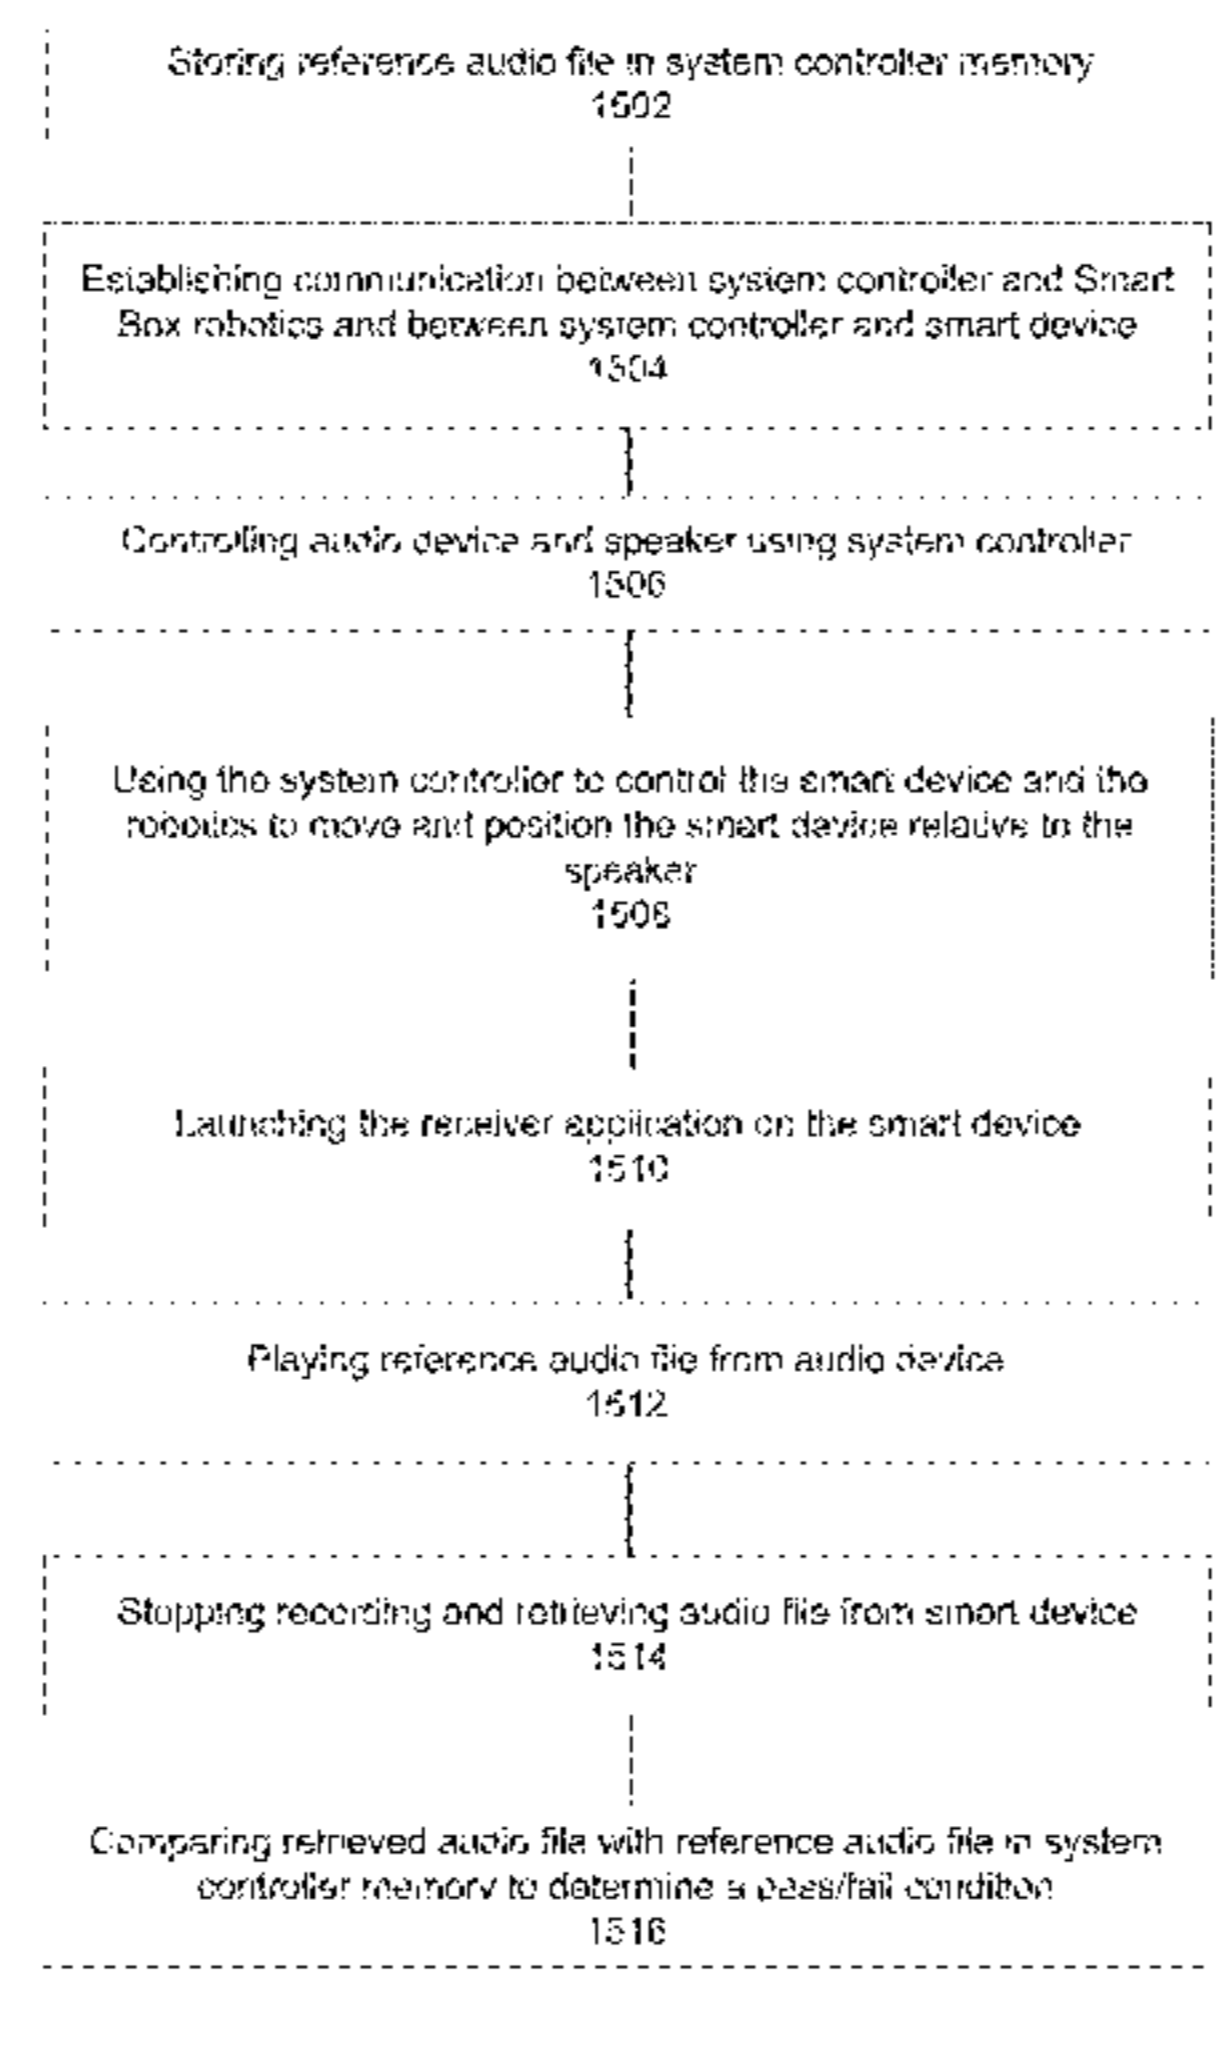 Storing reference audio file in system controller memory
1502
Establishing communication between system controller and Smart
Box robotics and between system controller and smart device
1504
Controlling audio device and speaker using system controller
1506
Using the system controller to control the smart device and the
robotics to move and position the smart device relative to the
speaker
1508
Launching the receiver application on the smart device
1510
Playing reference audio file from audio device
1512
Stopping recording and retrieving audio file from smart device
1514
Comparing retrieved audio file with reference audio file in system
controller memory to determine a pass/fail condition
1516